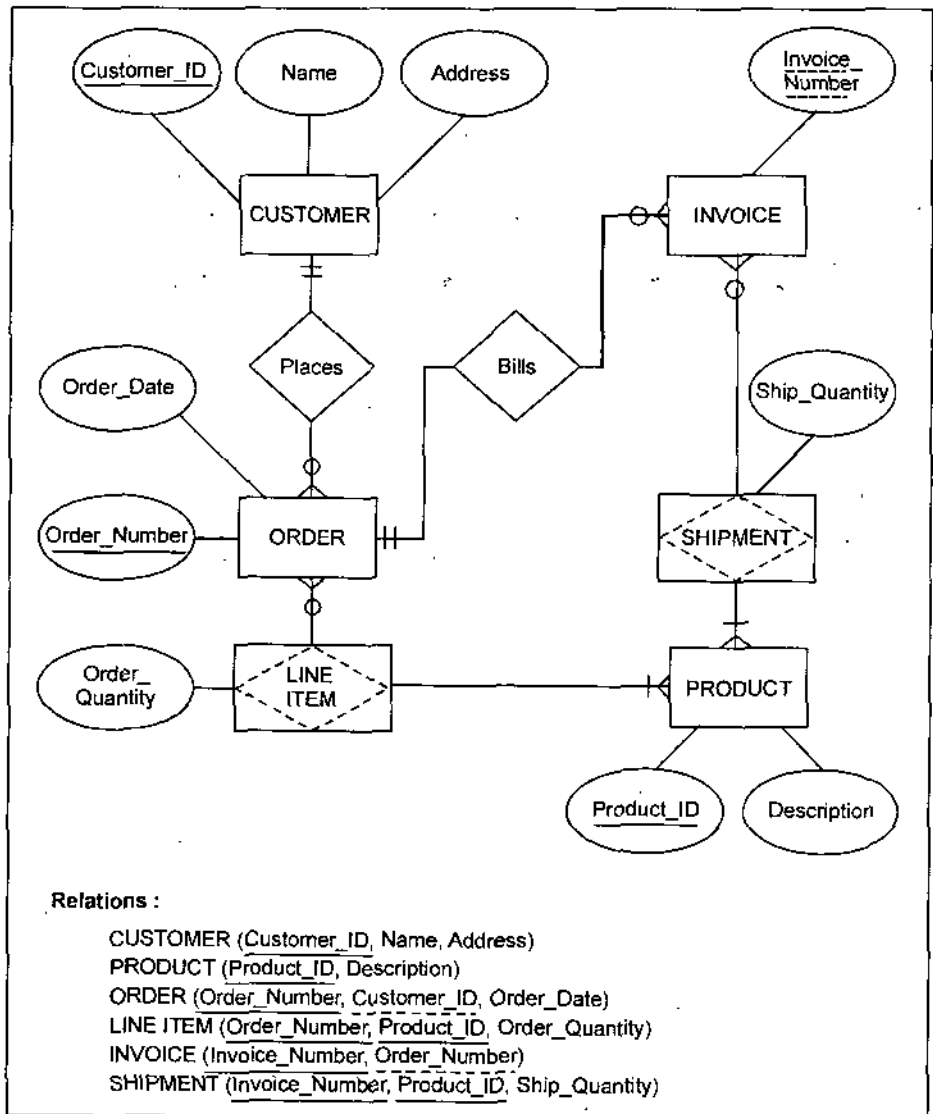 Customer_ID
Name
Address
Invoice_
Number
CUSTOMER
INVOICE
Places
Bills
Order_Date
Ship_Quantity
Order_Number
ORDER
SHIPMENT
Order_
Quantity
LINE
ITEM
PRODUCT
Product_ID
Description
Relations :
CUSTOMER (Customer_ID, Name, Address)
PRODUCT (Product_ID, Description)
ORDER (Order_Number, Customer_ID, Order_Date)
LINE ITEM (Order_Number, Product_ID, Order_Quantity)
INVOICE (Invoice_Number, Order_Number)
SHIPMENT (Invoice_Number, Product_ID, Ship_Quantity)